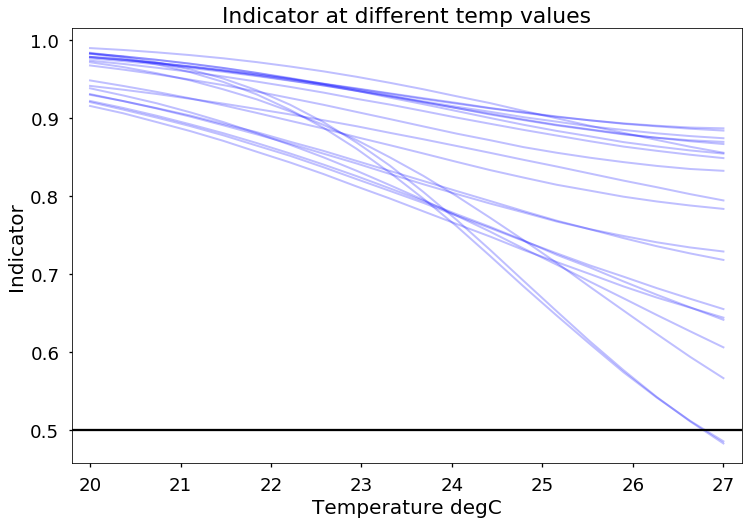 Indicator at different temp values
1.0
0.9
0.8
0.7
0.6
0.5
Indicator
20 21 22 23 24 25 26 27
Temperature degC